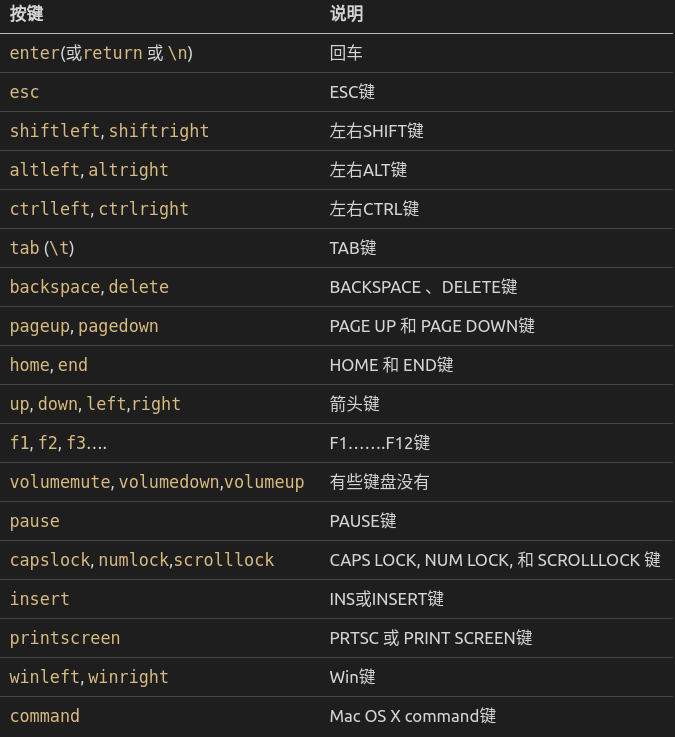 按键 说明
enter(或return 或 \n) 回车
esc ESC键
shiftleft, shiftright 左右SHIFT键
altleft, altright 左右ALT键
ctrlleft, ctrlright 左右CTRL键
tab (\t) TAB键
backspace, delete BACKSPACE 、DELETE键
pageup, pagedown PAGE UP 和 PAGE DOWN键
home, end HOME 和 END键
up, down, left,right 箭头键
f1, f2, f3…. F1…….F12键
volumemute, volumedown,volumeup 有些键盘没有
pause PAUSE键
capslock, numlock,scrolllock CAPS LOCK, NUM LOCK, 和 SCROLLLOCK 键
insert INS或INSERT键
printscreen PRTSC 或 PRINT SCREEN键
winleft, winright Win键
command Mac OS X command键